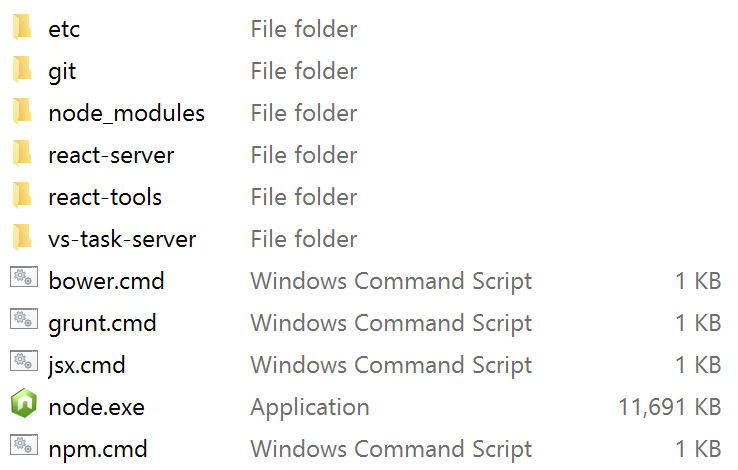 etc File folder
git File folder
node_modules File folder
react-server File folder
react-tools File folder
vs-task-server File folder
bower.cmd Windows Command Script 1 KB
grunt.cmd Windows Command Script 1 KB
jsx.cmd Windows Command Script 1 KB
node.exe Application 11,691 KB
npm.cmd Windows Command Script 1 KB